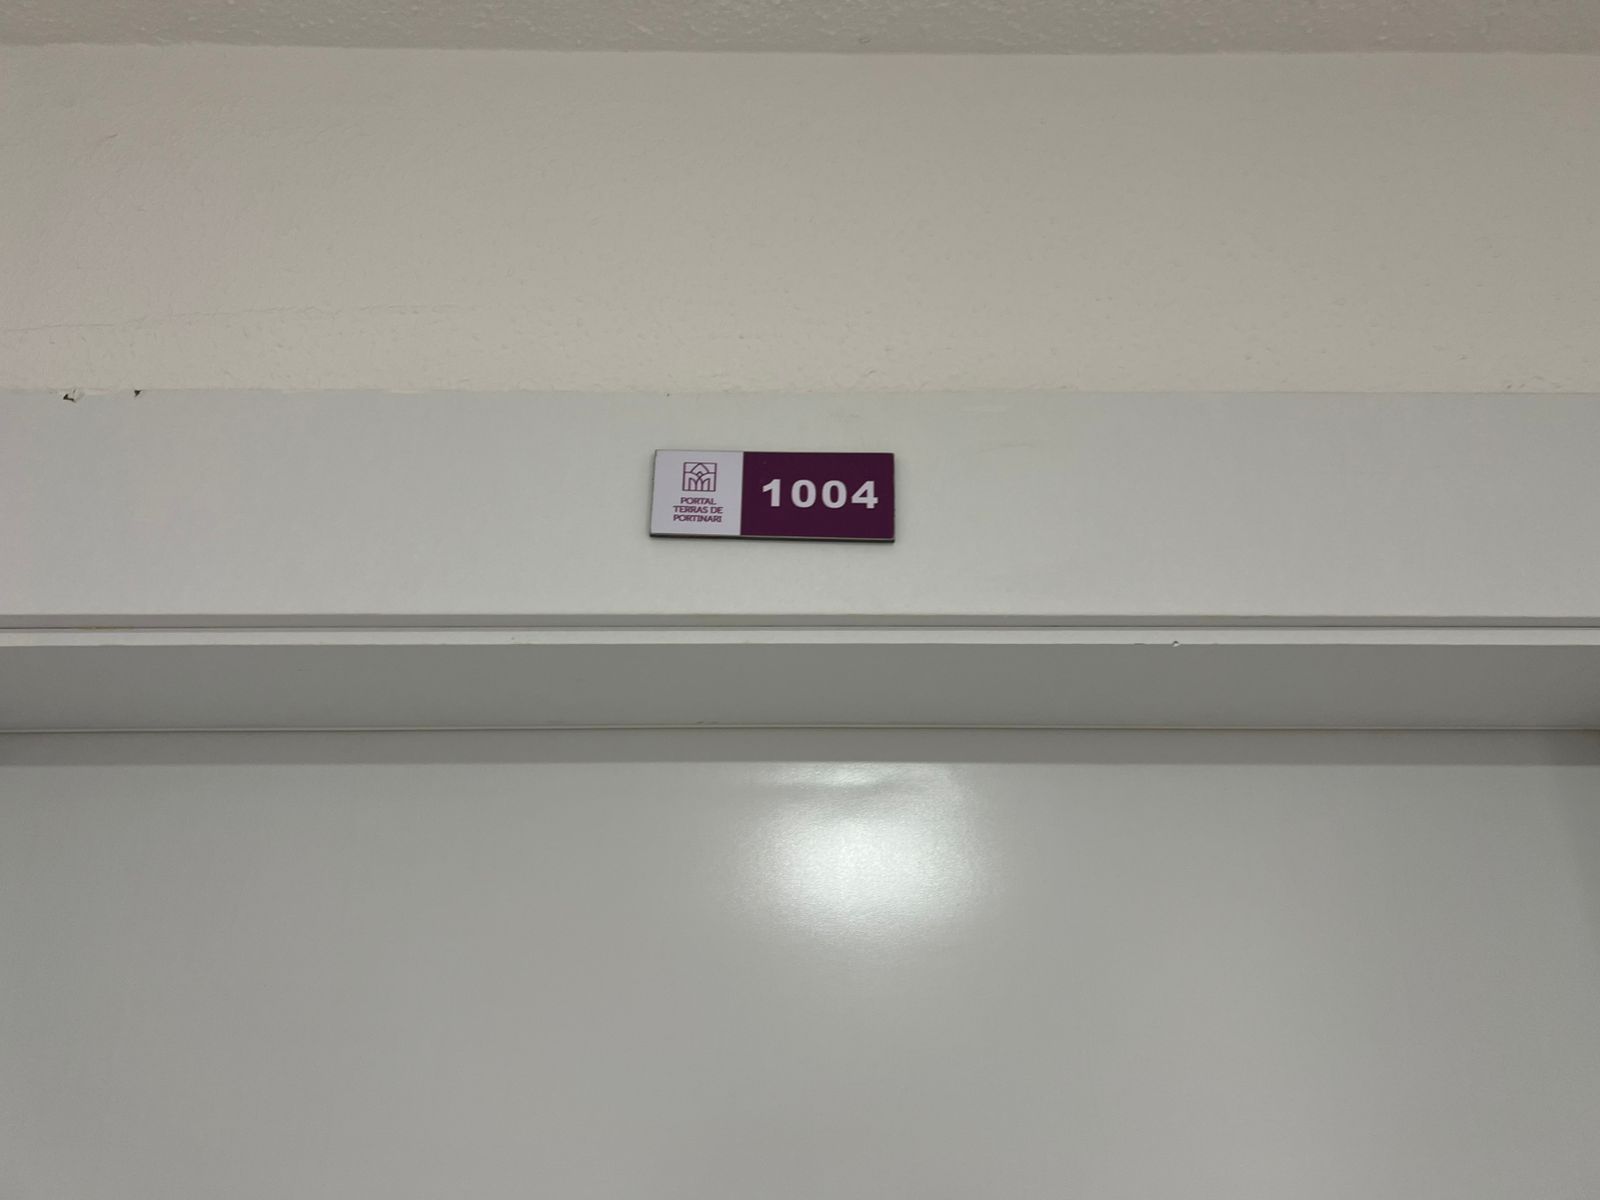 PORTAL
TERRAS DE
PORTINARI
1004